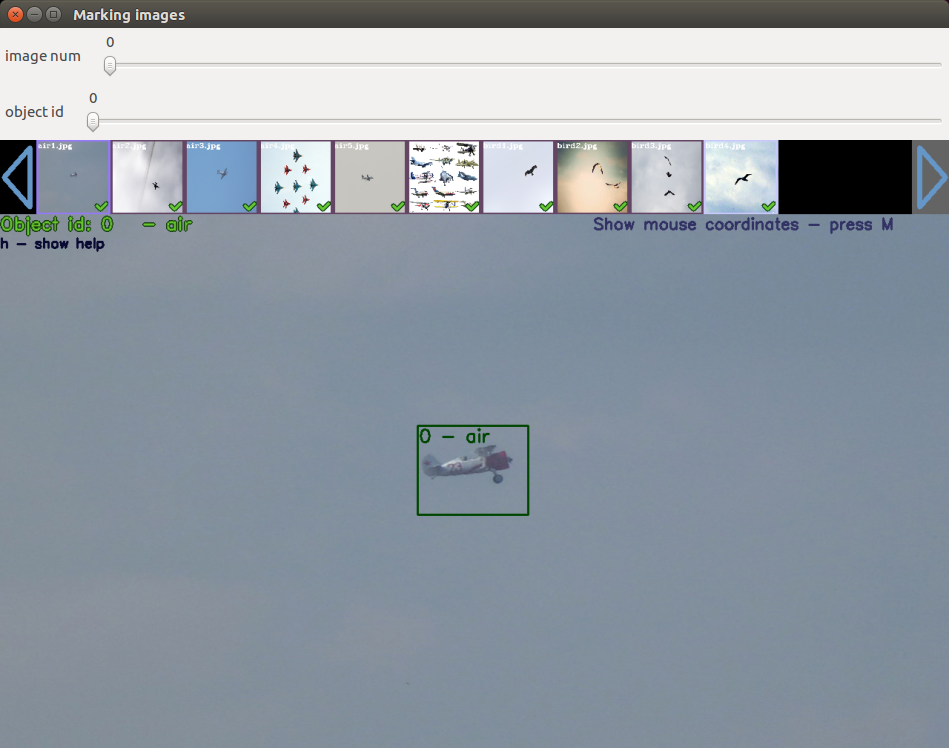 Marking images
0
image num
0
object id
air1.jpg air2.jpg air3.jpg air4.jpg air5.jpg bird1.jpg bird2.jpg bird3.jpg bird4.jpg
Object id: 0 - air
Show mouse coordinates - press M
h - show help
0 - air
73